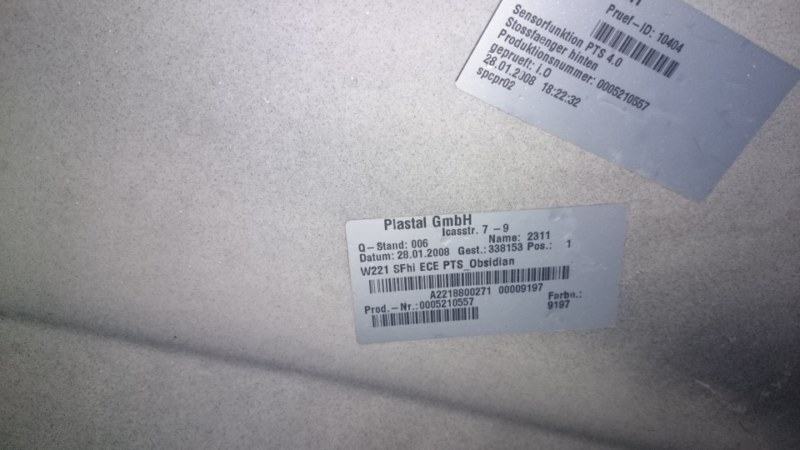 Pruef-ID: 10404
Sensorfunktion PTS 4.0
Stossfaenger hinten
Produktionsnummer: 0005210557
geprueft: i.O
28.01.2008 18:22:32
spcpr02
Plastal GmbH
Icasstr. 7-9
Q-Stand: 006 Name: 2311
Datum: 28.01.2008 Gest.:338153 Pos.: 1
W221 SFhi ECE PTS_Obsidian
A2218800271 00009197
Prod.-Nr.:0005210557 Farbn.:
9197